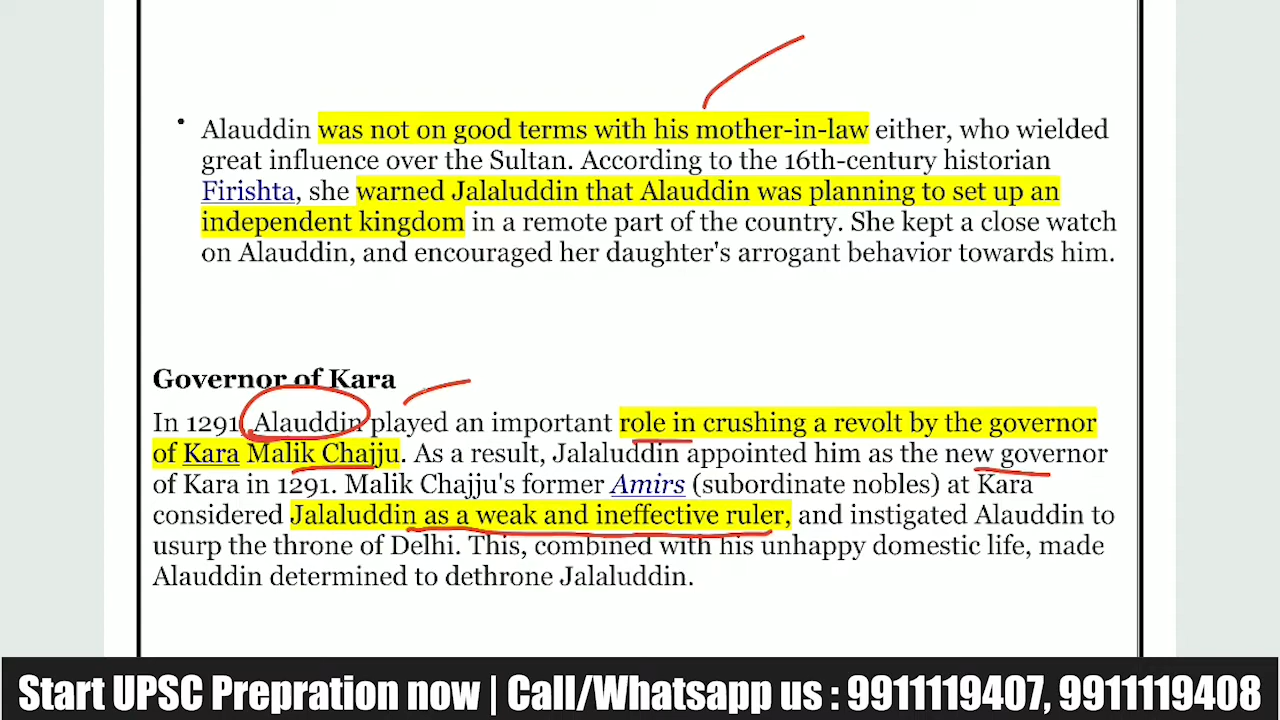 • Alauddin was not on good terms with his mother-in-law either, who wielded
great influence over the Sultan. According to the 16th-century historian
Firishta, she warned Jalaluddin that Alauddin was planning to set up an
independent kingdom in a remote part of the country. She kept a close watch
on Alauddin, and encouraged her daughter's arrogant behavior towards him.
Governor of Kara
In 1291, Alauddin played an important role in crushing a revolt by the governor
of Kara Malik Chajju. As a result, Jalaluddin appointed him as the new governor
of Kara in 1291. Malik Chajju's former Amirs (subordinate nobles) at Kara
considered Jalaluddin as a weak and ineffective ruler, and instigated Alauddin to
usurp the throne of Delhi. This, combined with his unhappy domestic life, made
Alauddin determined to dethrone Jalaluddin.
Start UPSC Prepration now | Call/Whatsapp us : 9911119407, 9911119408